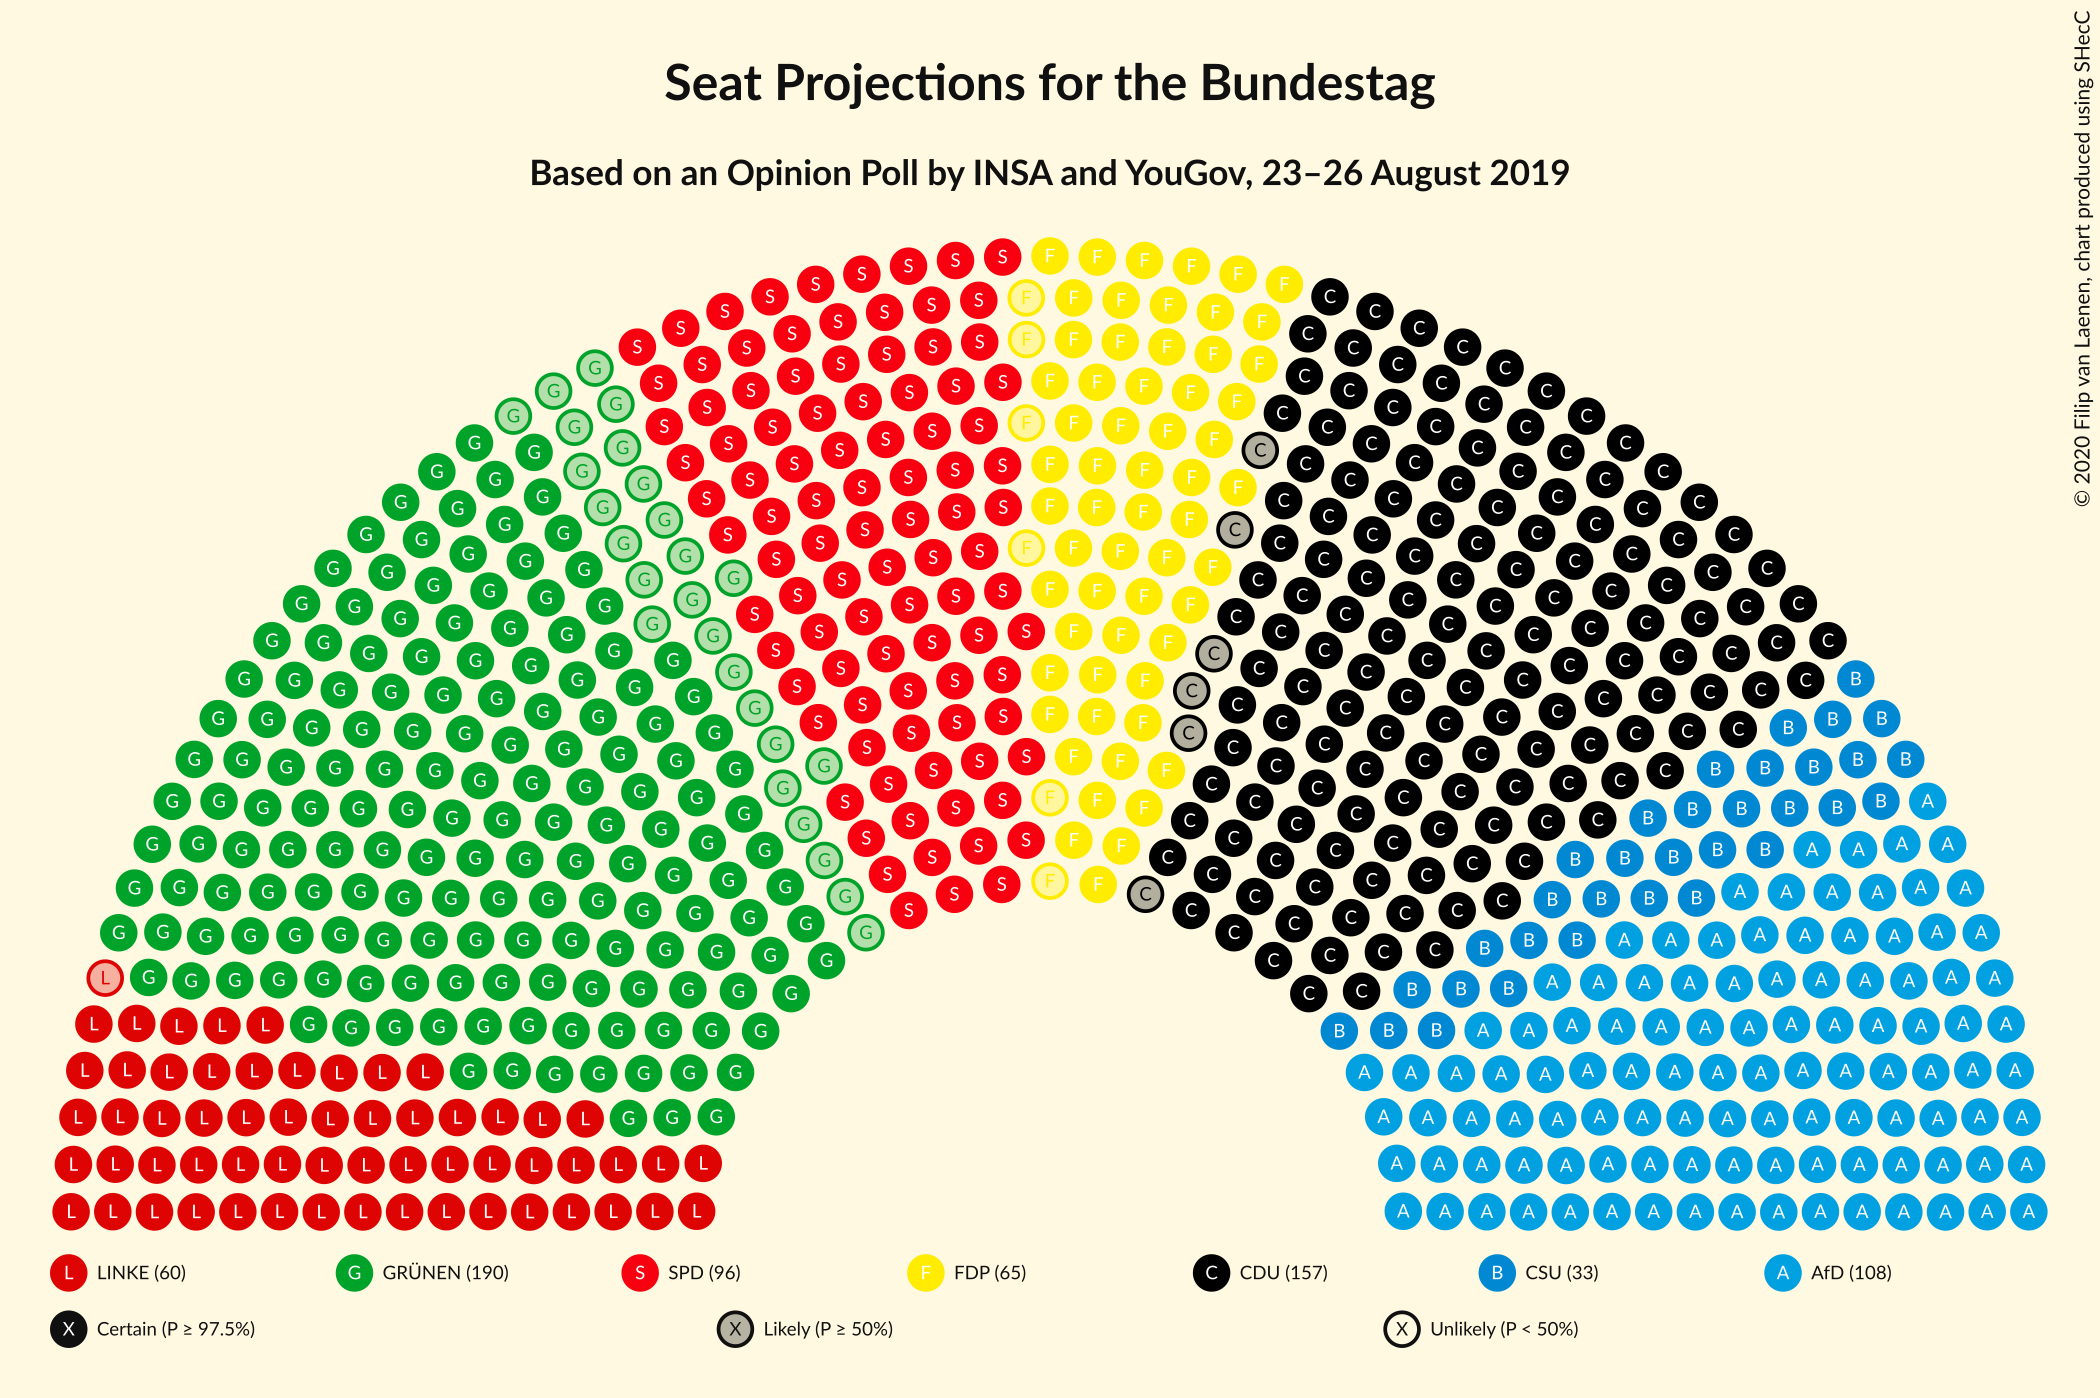 Seat Projections for the Bundestag
Based on an Opinion Poll by INSA and YouGov, 23–26 August 2019
© 2020 Filip van Laenen, chart produced using SHecC
L LINKE (60)
G GRÜNEN (190)
S SPD (96)
F FDP (65)
C CDU (157)
B CSU (33)
A AfD (108)
X Certain (P ≥ 97.5%)
X Likely (P ≥ 50%)
X Unlikely (P < 50%)